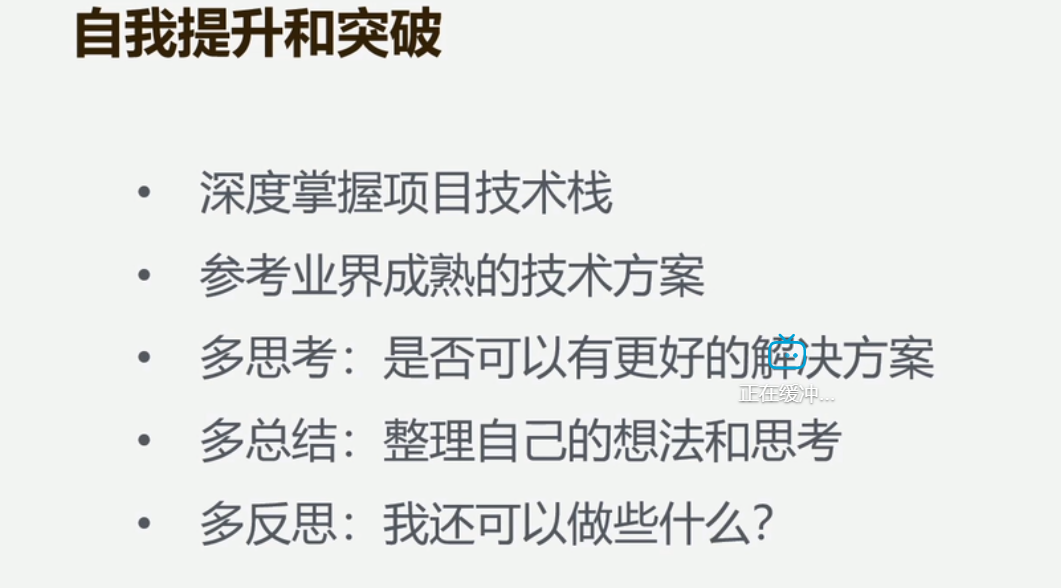 自我提升和突破
• 深度掌握项目技术栈
• 参考业界成熟的技术方案
• 多思考：是否可以有更好的解决方案
正在缓冲...
• 多总结：整理自己的想法和思考
• 多反思：我还可以做些什么？